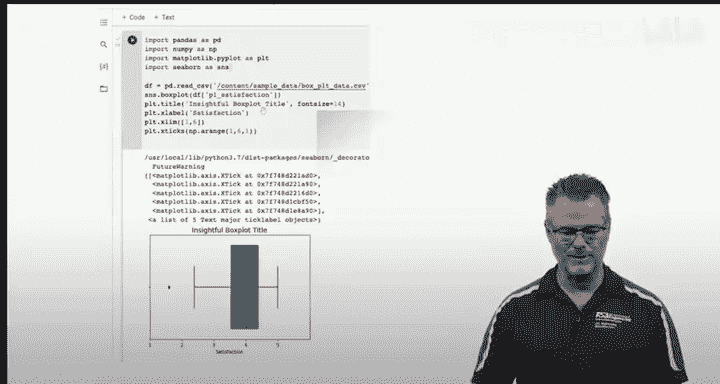 + Code + Text
import pandas as pd
import numpy as np
import matplotlib.pyplot as plt
import seaborn as sns
df = pd.read_csv('/content/sample_data/box_plt_data.csv'
sns.boxplot(df['pl_satisfaction'])
plt.title('Insightful Boxplot Title', fontsize=14)
plt.xlabel('Satisfaction')
plt.xlim([1,6])
plt.xticks(np.arange(1,6,1))
/usr/local/lib/python3.7/dist-packages/seaborn/_decorato
FutureWarning
([<matplotlib.axis.XTick at 0x7f748d221ad0>,
<matplotlib.axis.XTick at 0x7f748d221a90>,
<matplotlib.axis.XTick at 0x7f748d2216d0>,
<matplotlib.axis.XTick at 0x7f748d1cbf50>,
<matplotlib.axis.XTick at 0x7f748d1e8a90>],
<a list of 5 Text major ticklabel objects>)
Insightful Boxplot Title
1 2 3 4 5
Satisfaction